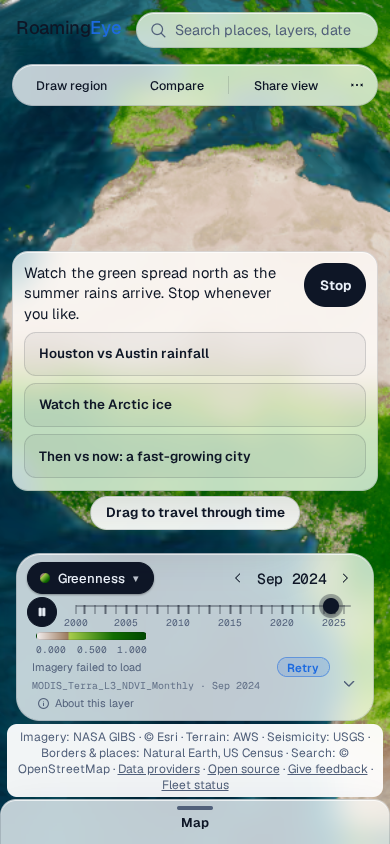 RoamingEye
Search places, layers, date
Draw region
Compare
Share view
···
Watch the green spread north as the
summer rains arrive. Stop whenever
you like.
Stop
Houston vs Austin rainfall
Watch the Arctic ice
Then vs now: a fast-growing city
Drag to travel through time
Greenness ▾
Sep 2024
2000 2005 2010 2015 2020 2025
0.000 0.500 1.000
Imagery failed to load
Retry
MODIS_Terra_L3_NDVI_Monthly · Sep 2024
About this layer
Imagery: NASA GIBS · © Esri · Terrain: AWS · Seismicity: USGS ·
Borders & places: Natural Earth, US Census · Search: ©
OpenStreetMap · Data providers · Open source · Give feedback ·
Fleet status
Map